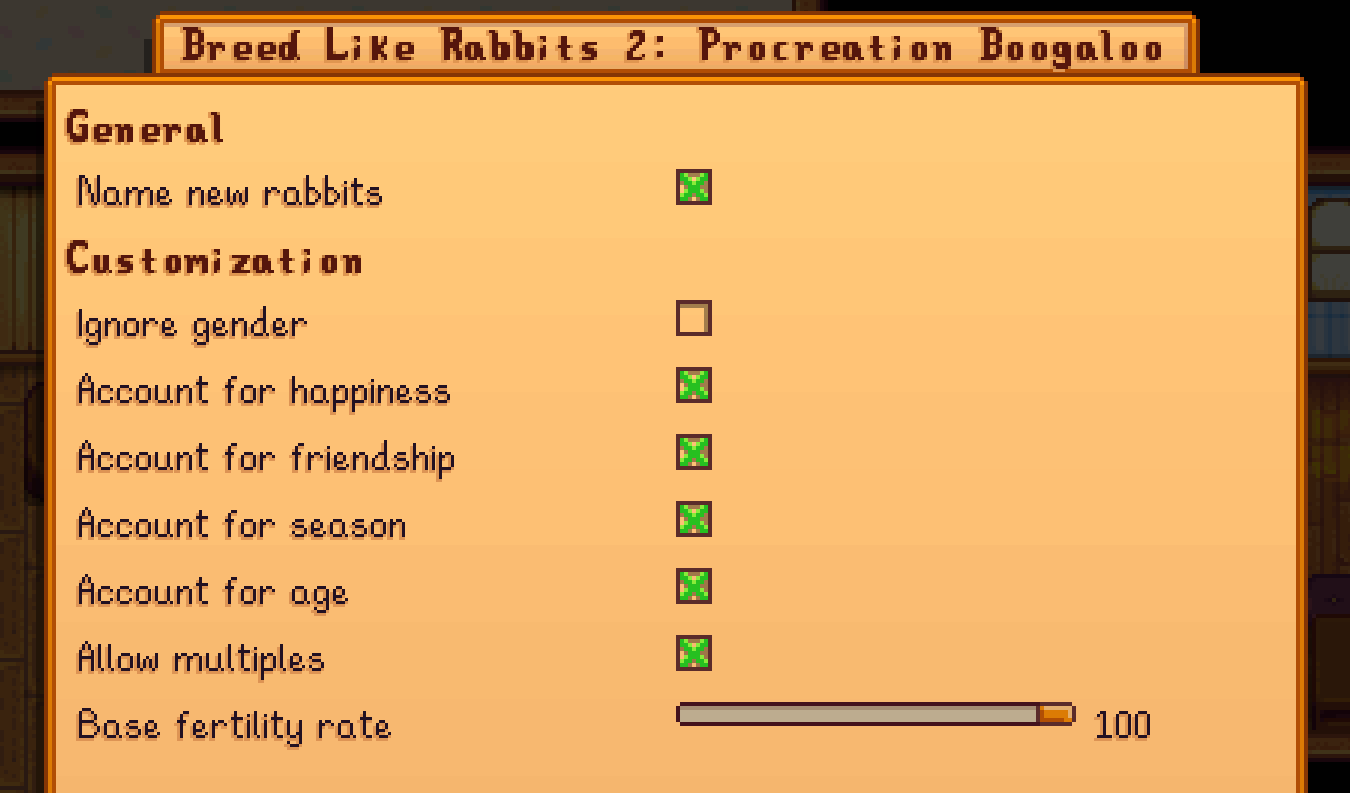 Breed Like Rabbits 2: Procreation Boogaloo
General
Name new rabbits
Customization
Ignore gender
Account for happiness
Account for friendship
Account for season
Account for age
Allow multiples
Base fertility rate 100